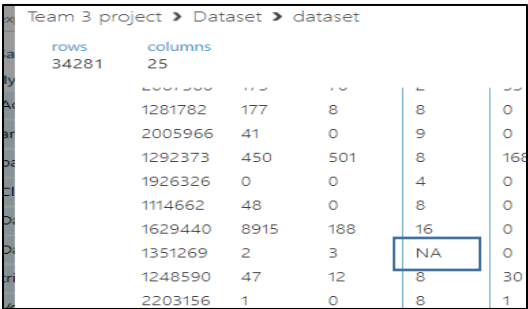 Team 3 project > Dataset > dataset
rows columns
34281 25
1281782 177 8 8 0
2005966 41 0 9 0
1292373 450 501 8 168
1926326 0 0 4 0
1114662 48 0 8 0
1629440 8915 188 16 0
1351269 2 3 NA 0
1248590 47 12 8 30
2203156 1 0 8 1